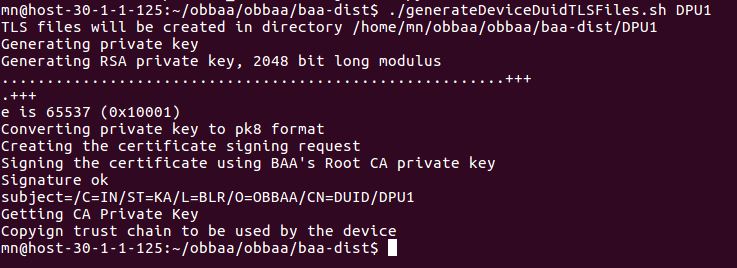 mn@host-30-1-1-125:~/obbaa/obbaa/baa-dist$ ./generateDeviceDuidTLSFiles.sh DPU1
TLS files will be created in directory /home/mn/obbaa/obbaa/baa-dist/DPU1
Generating private key
Generating RSA private key, 2048 bit long modulus
............................................................+++
.+++
e is 65537 (0x10001)
Converting private key to pk8 format
Creating the certificate signing request
Signing the certificate using BAA's Root CA private key
Signature ok
subject=/C=IN/ST=KA/L=BLR/O=OBBAA/CN=DUID/DPU1
Getting CA Private Key
Copyign trust chain to be used by the device
mn@host-30-1-1-125:~/obbaa/obbaa/baa-dist$